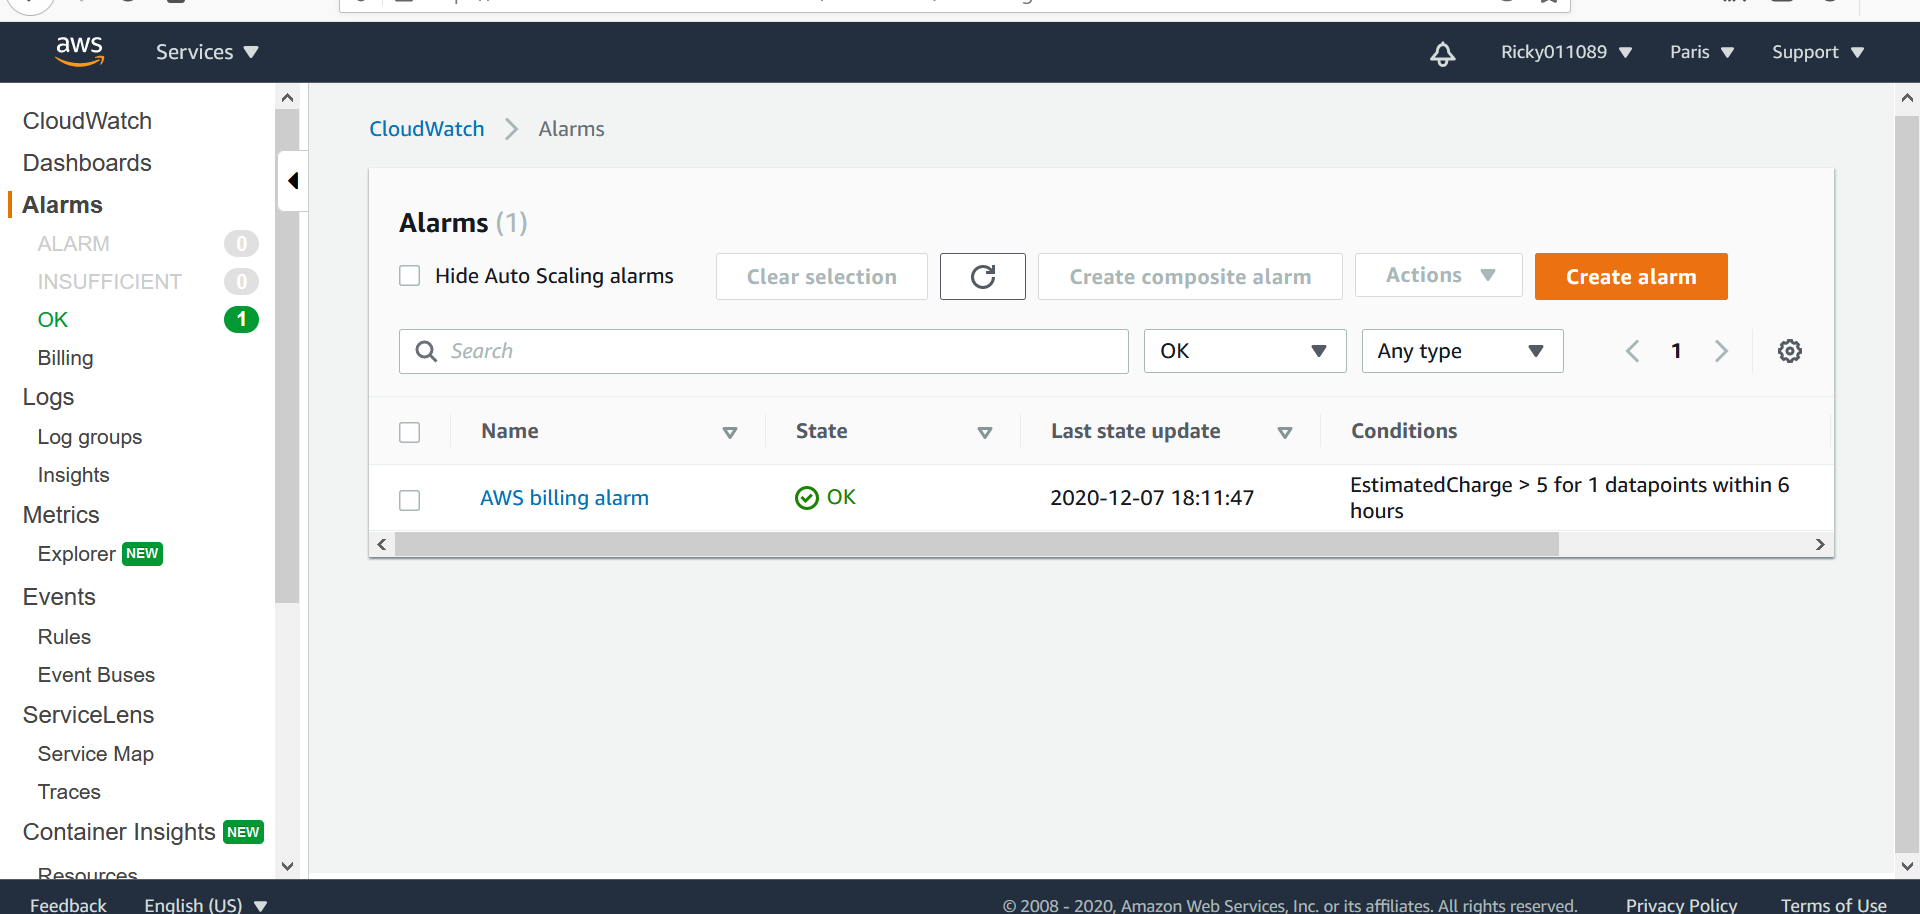 aws
Services
Ricky011089
Paris
Support
CloudWatch
Dashboards
Alarms
ALARM 0
INSUFFICIENT 0
OK 1
Billing
Logs
Log groups
Insights
Metrics
Explorer NEW
Events
Rules
Event Buses
ServiceLens
Service Map
Traces
Container Insights NEW
Resources
CloudWatch > Alarms
Alarms (1)
Hide Auto Scaling alarms
Clear selection
Create composite alarm
Actions
Create alarm
Search
OK
Any type
1
Name
State
Last state update
Conditions
AWS billing alarm
OK
2020-12-07 18:11:47
EstimatedCharge > 5 for 1 datapoints within 6
hours
Feedback
English (US)
© 2008 - 2020, Amazon Web Services, Inc. or its affiliates. All rights reserved.
Privacy Policy
Terms of Use